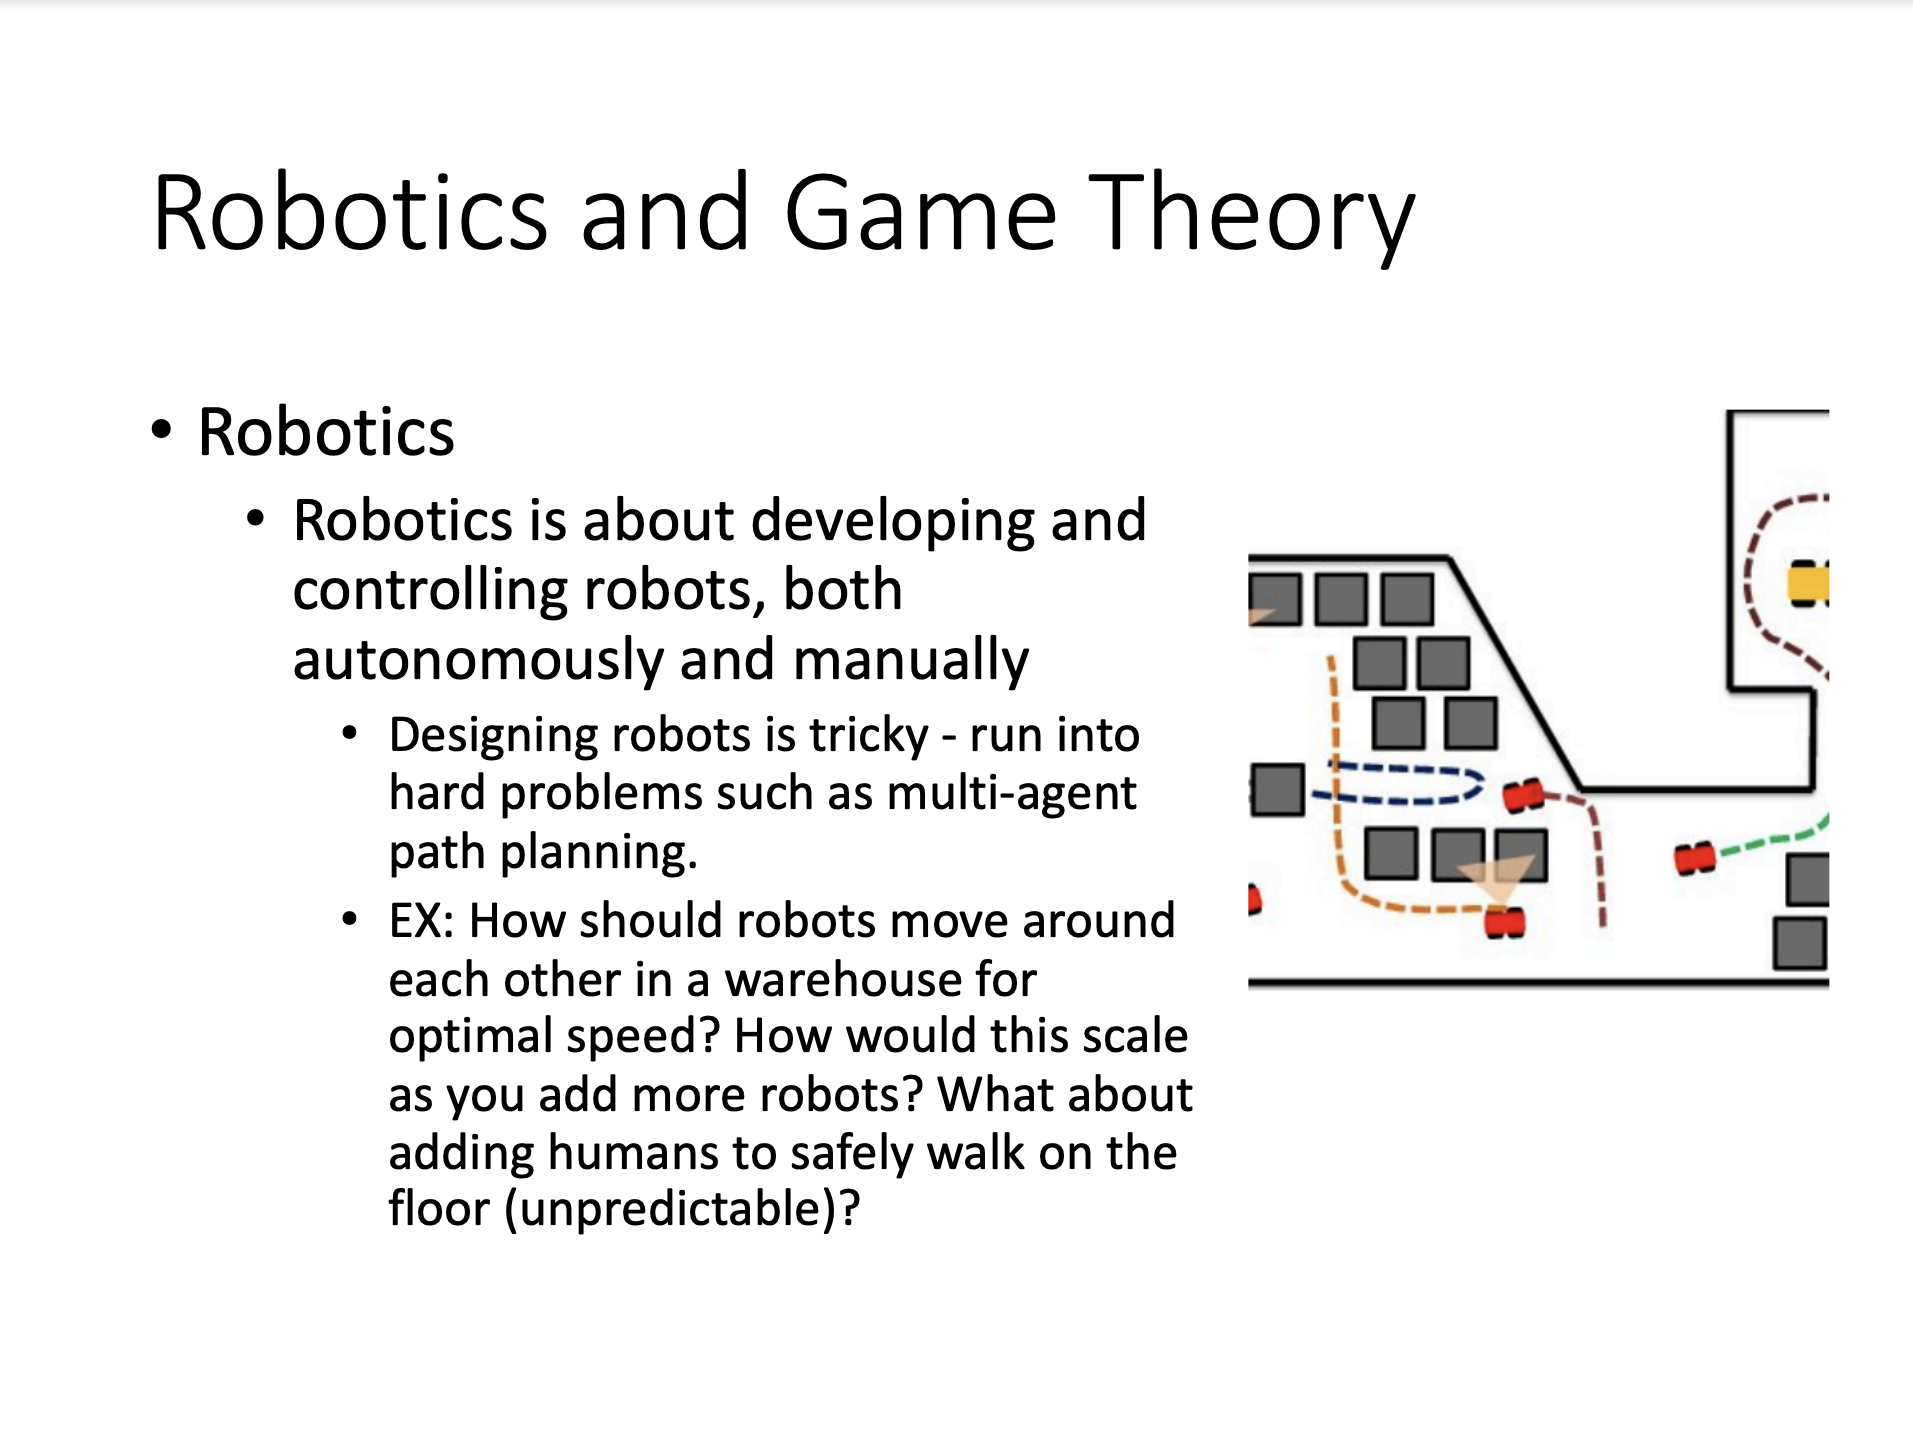 Robotics and Game Theory
• Robotics
• Robotics is about developing and
controlling robots, both
autonomously and manually
• Designing robots is tricky - run into
hard problems such as multi-agent
path planning.
• EX: How should robots move around
each other in a warehouse for
optimal speed? How would this scale
as you add more robots? What about
adding humans to safely walk on the
floor (unpredictable)?